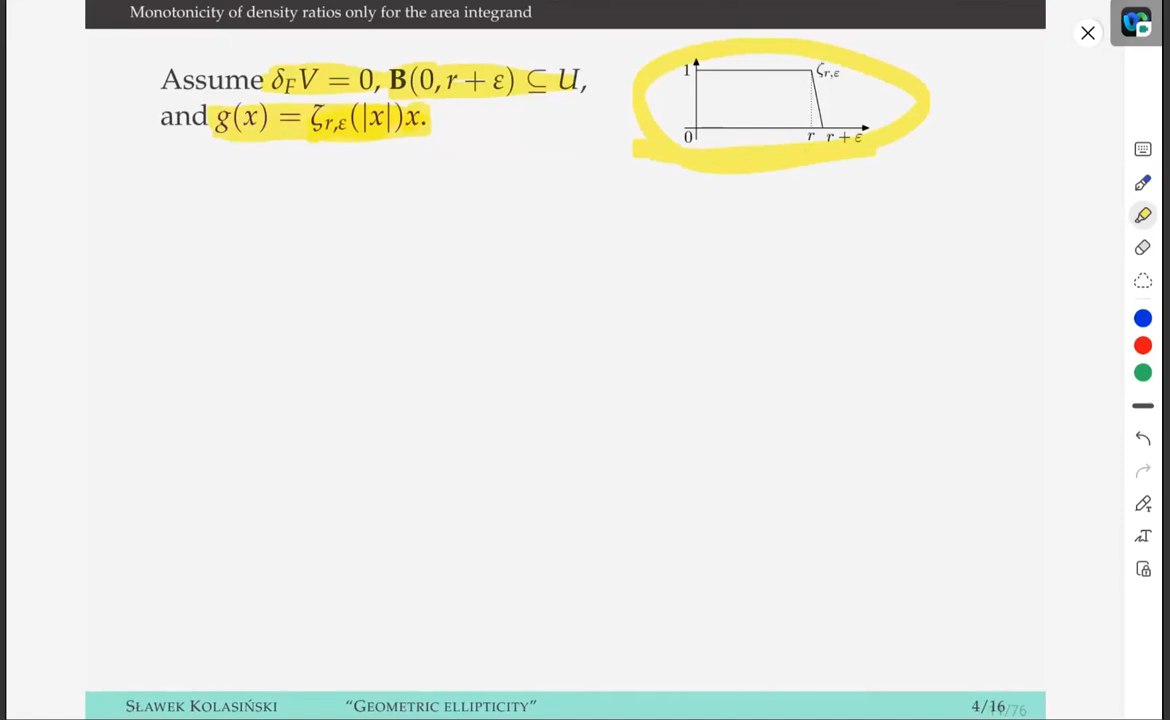 Monotonicity of density ratios only for the area integrand
Assume δ_F V = 0, B(0, r + ε) ⊆ U,
and g(x) = ζ_{r,ε}(|x|)x.
1
ζ_{r,ε}
0
r r + ε
SŁAWEK KOLASIŃSKI "GEOMETRIC ELLIPTICITY" 4/16